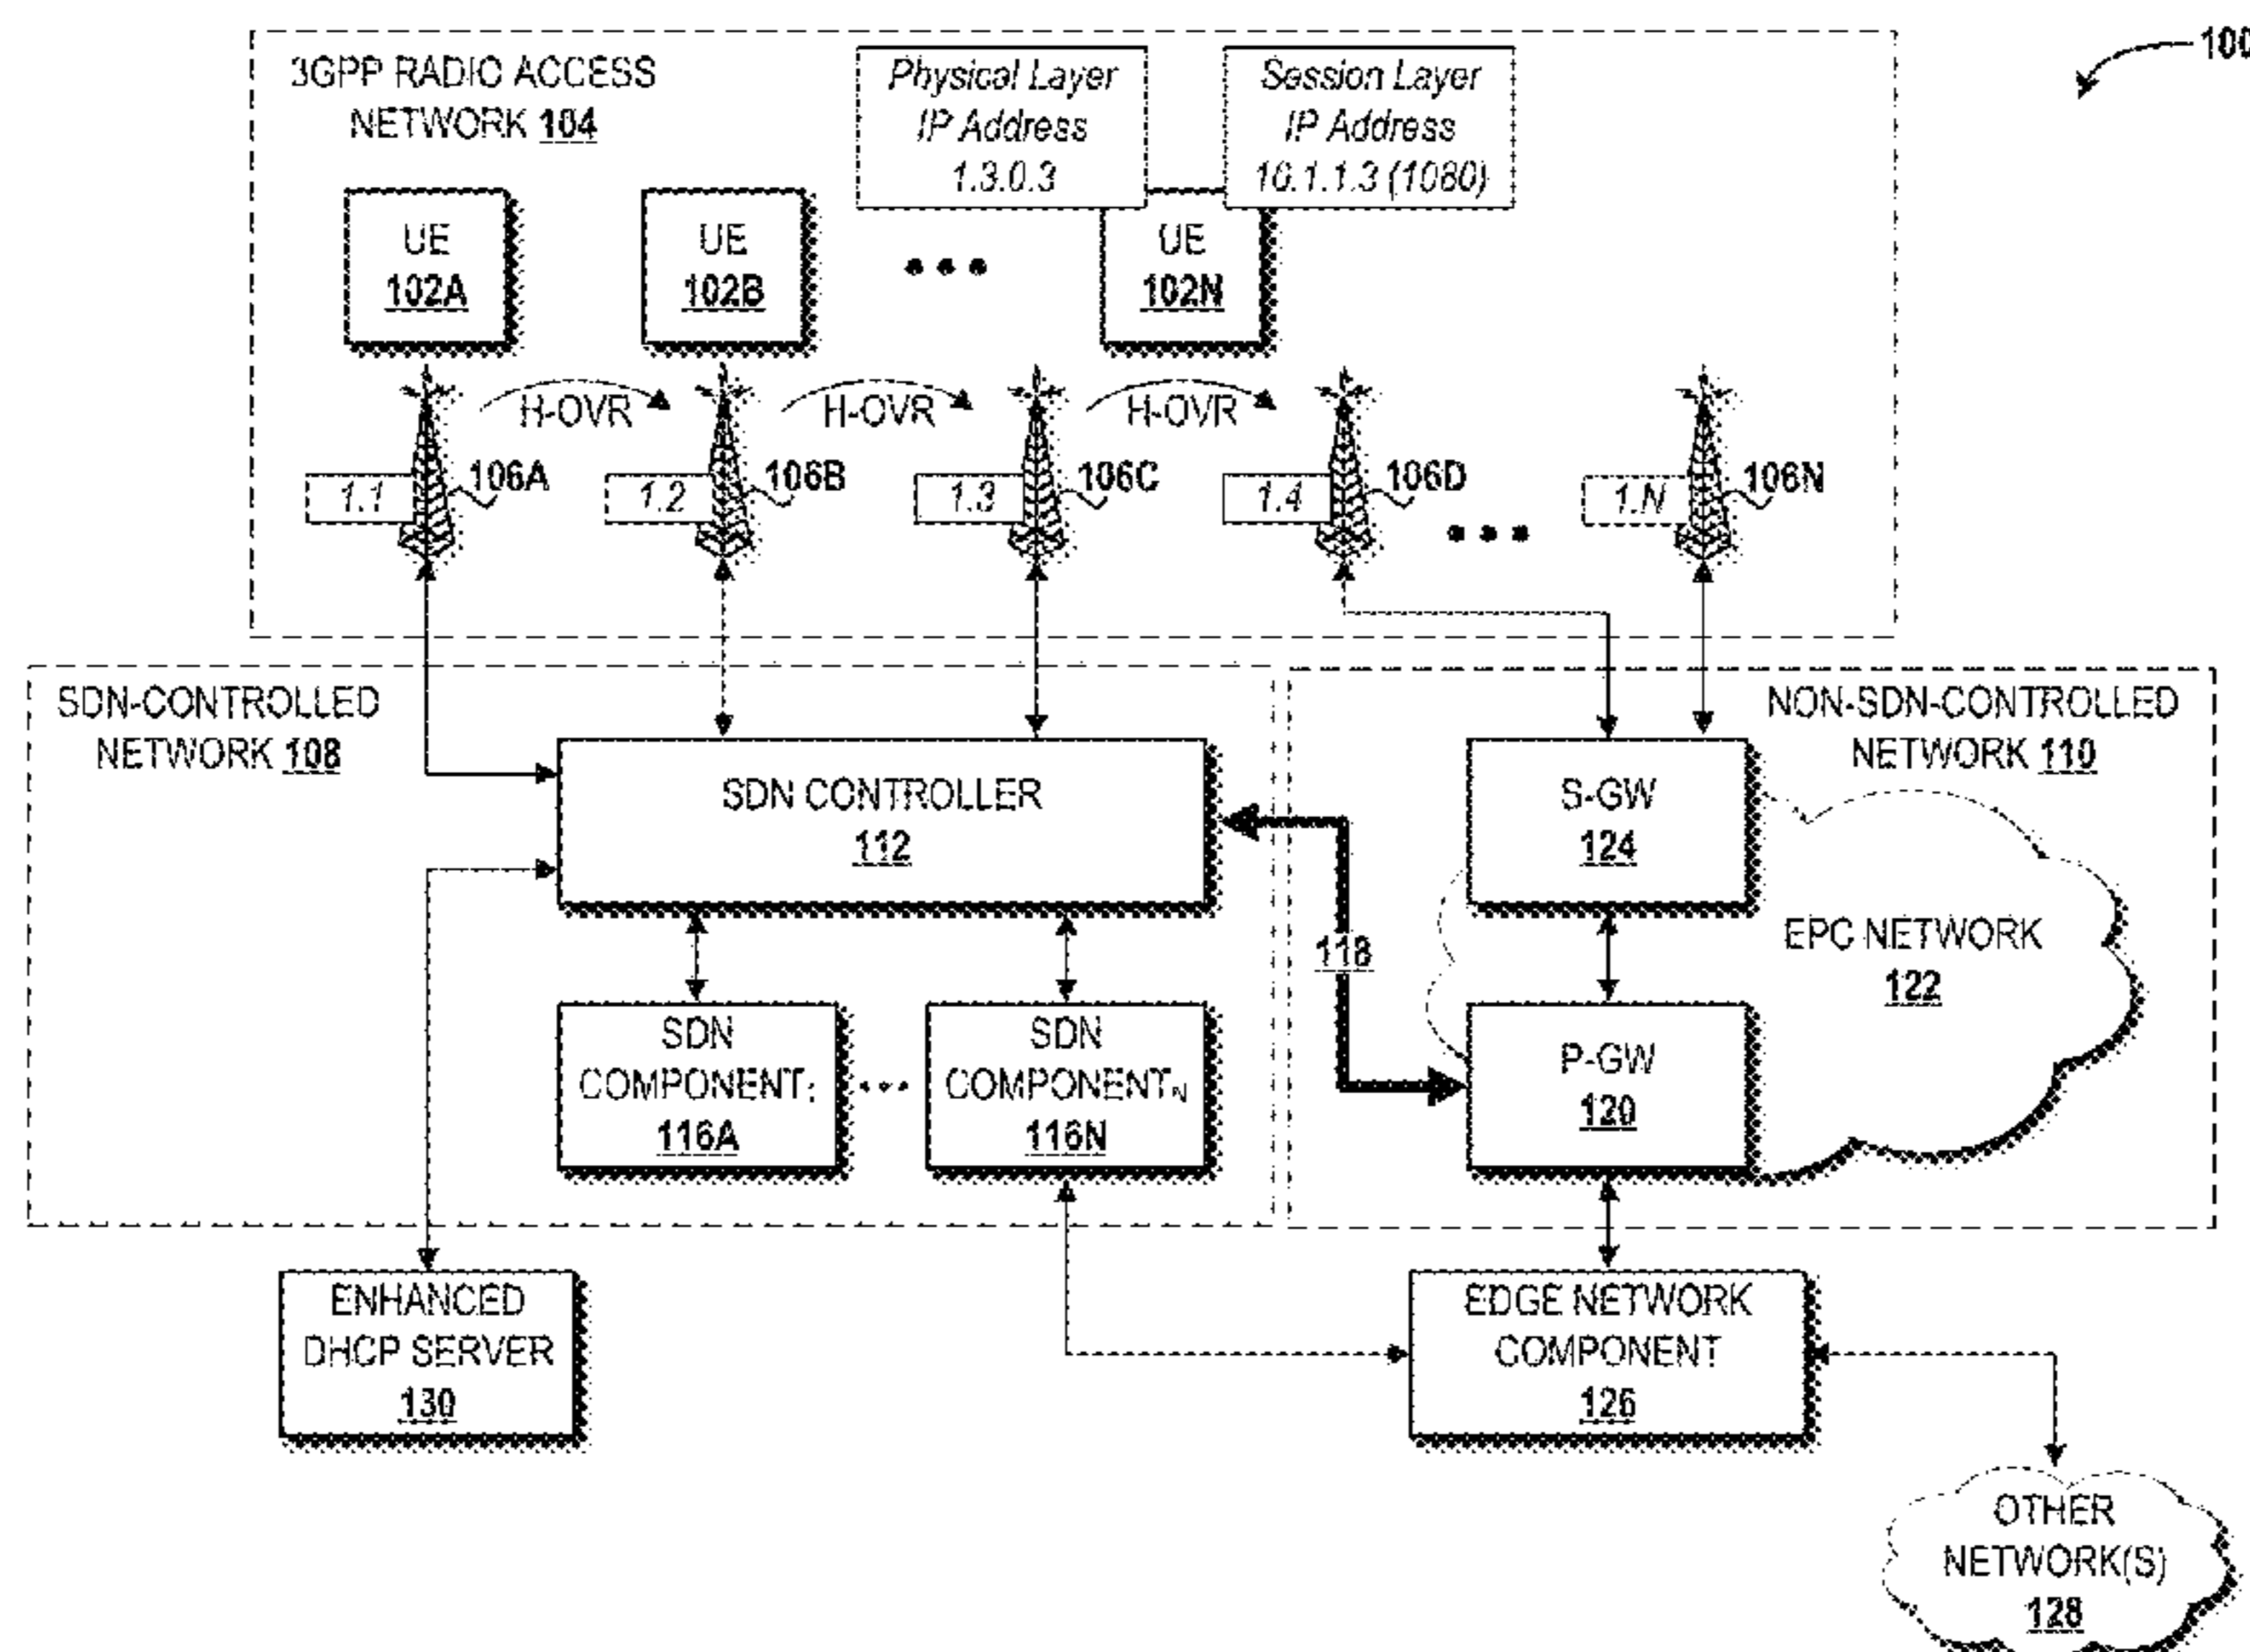 100
3GPP RADIO ACCESS
NETWORK 104
Physical Layer
IP Address
1.3.0.3
Session Layer
IP Address
10.1.1.3 (1080)
UE
102A
UE
102B
UE
102N
H-OVR
H-OVR
H-OVR
1.1
106A
1.2
106B
1.3
106C
1.4
106D
1.N
106N
SDN-CONTROLLED
NETWORK 108
NON-SDN-CONTROLLED
NETWORK 110
SDN CONTROLLER
112
S-GW
124
118
EPC NETWORK
122
SDN
COMPONENT1
116A
SDN
COMPONENTN
116N
P-GW
120
ENHANCED
DHCP SERVER
130
EDGE NETWORK
COMPONENT
126
OTHER
NETWORK(S)
128